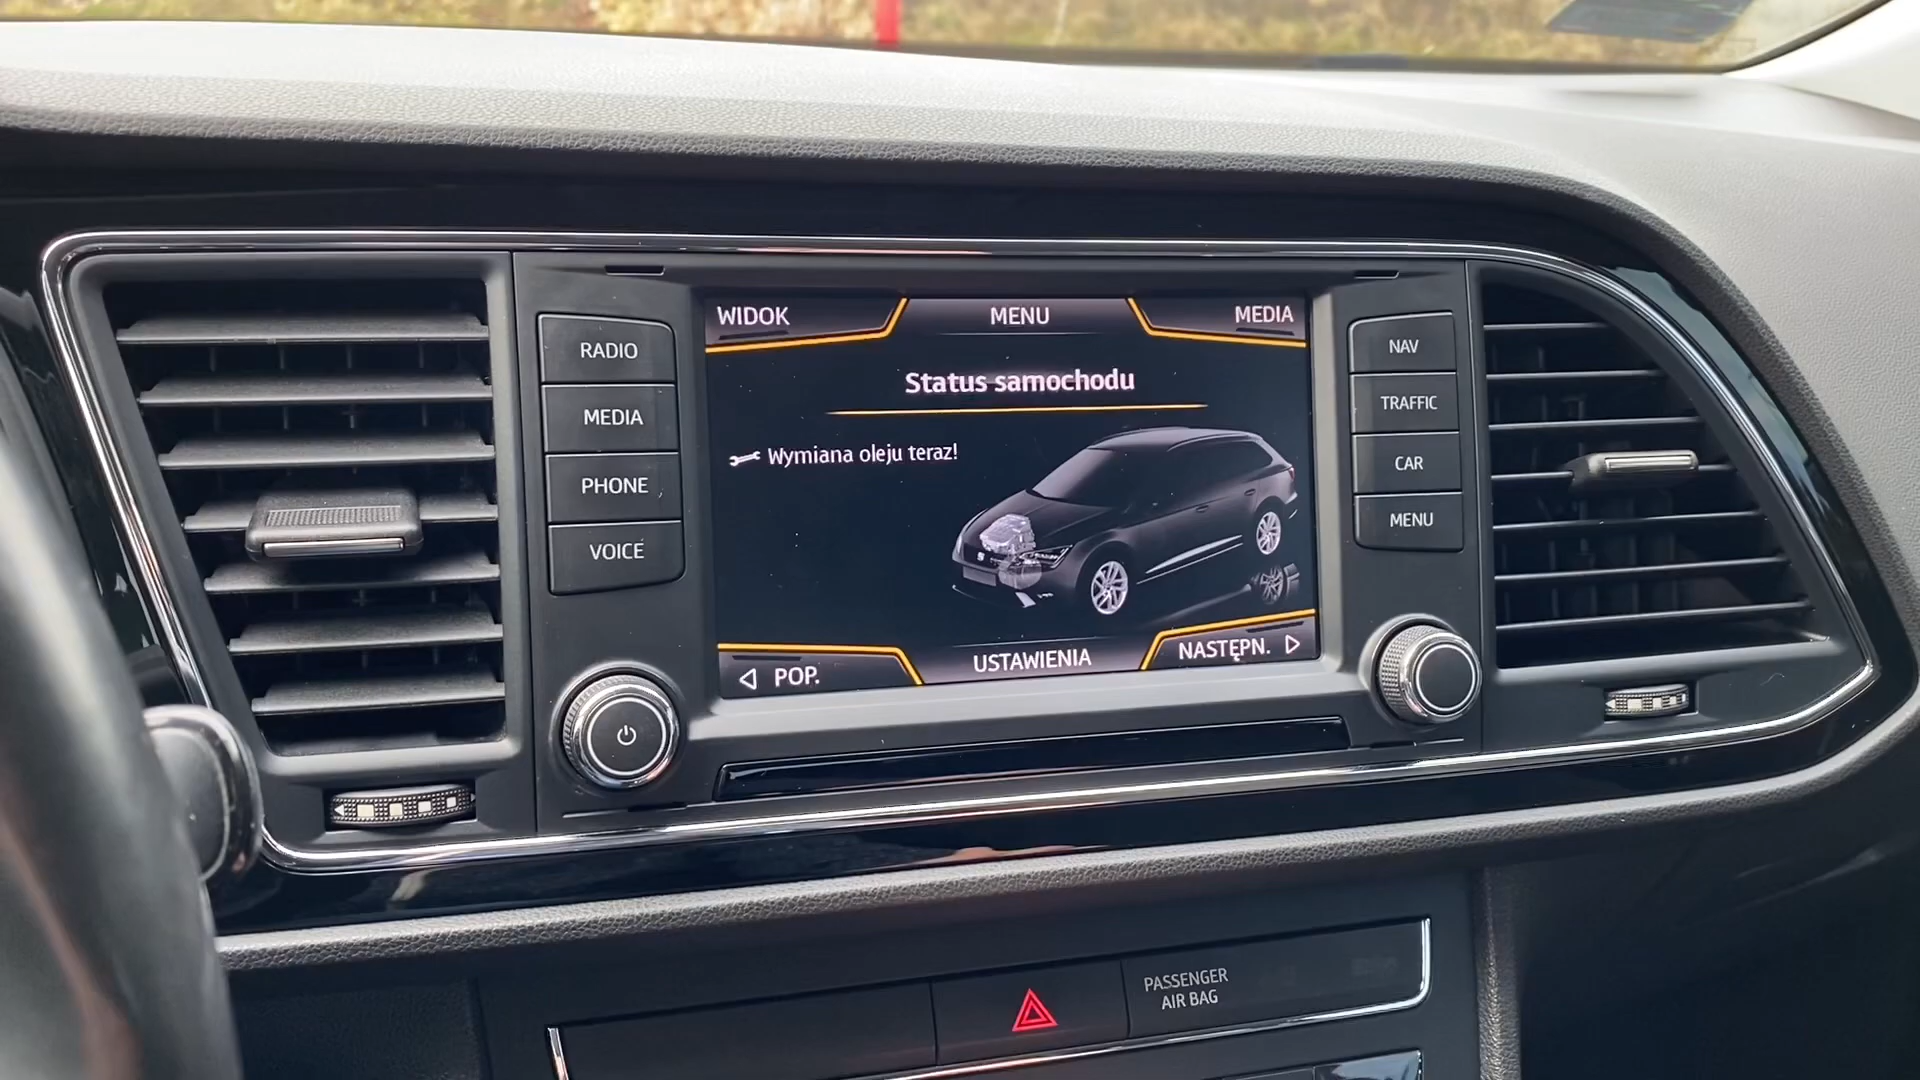 WIDOK
MENU
MEDIA
Status samochodu
Wymiana oleju teraz!
POP.
USTAWIENIA
NASTĘPN.
RADIO
MEDIA
PHONE
VOICE
NAV
TRAFFIC
CAR
MENU
PASSENGER
AIR BAG